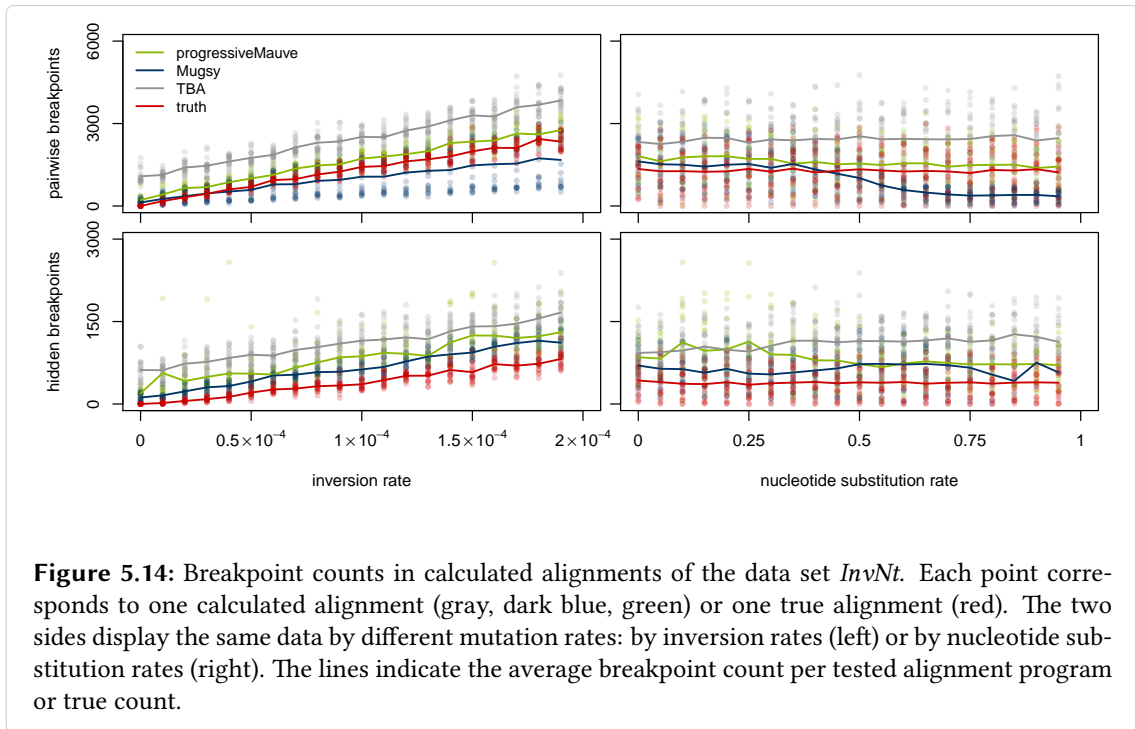 progressiveMauve
Mugsy
TBA
truth
pairwise breakpoints
0
3000
6000
hidden breakpoints
0
1500
3000
0
0.5×10⁻⁴
1×10⁻⁴
1.5×10⁻⁴
2×10⁻⁴
inversion rate
0
0.25
0.5
0.75
1
nucleotide substitution rate
Figure 5.14: Breakpoint counts in calculated alignments of the data set InvNt. Each point corre-
sponds to one calculated alignment (gray, dark blue, green) or one true alignment (red). The two
sides display the same data by different mutation rates: by inversion rates (left) or by nucleotide sub-
stitution rates (right). The lines indicate the average breakpoint count per tested alignment program
or true count.